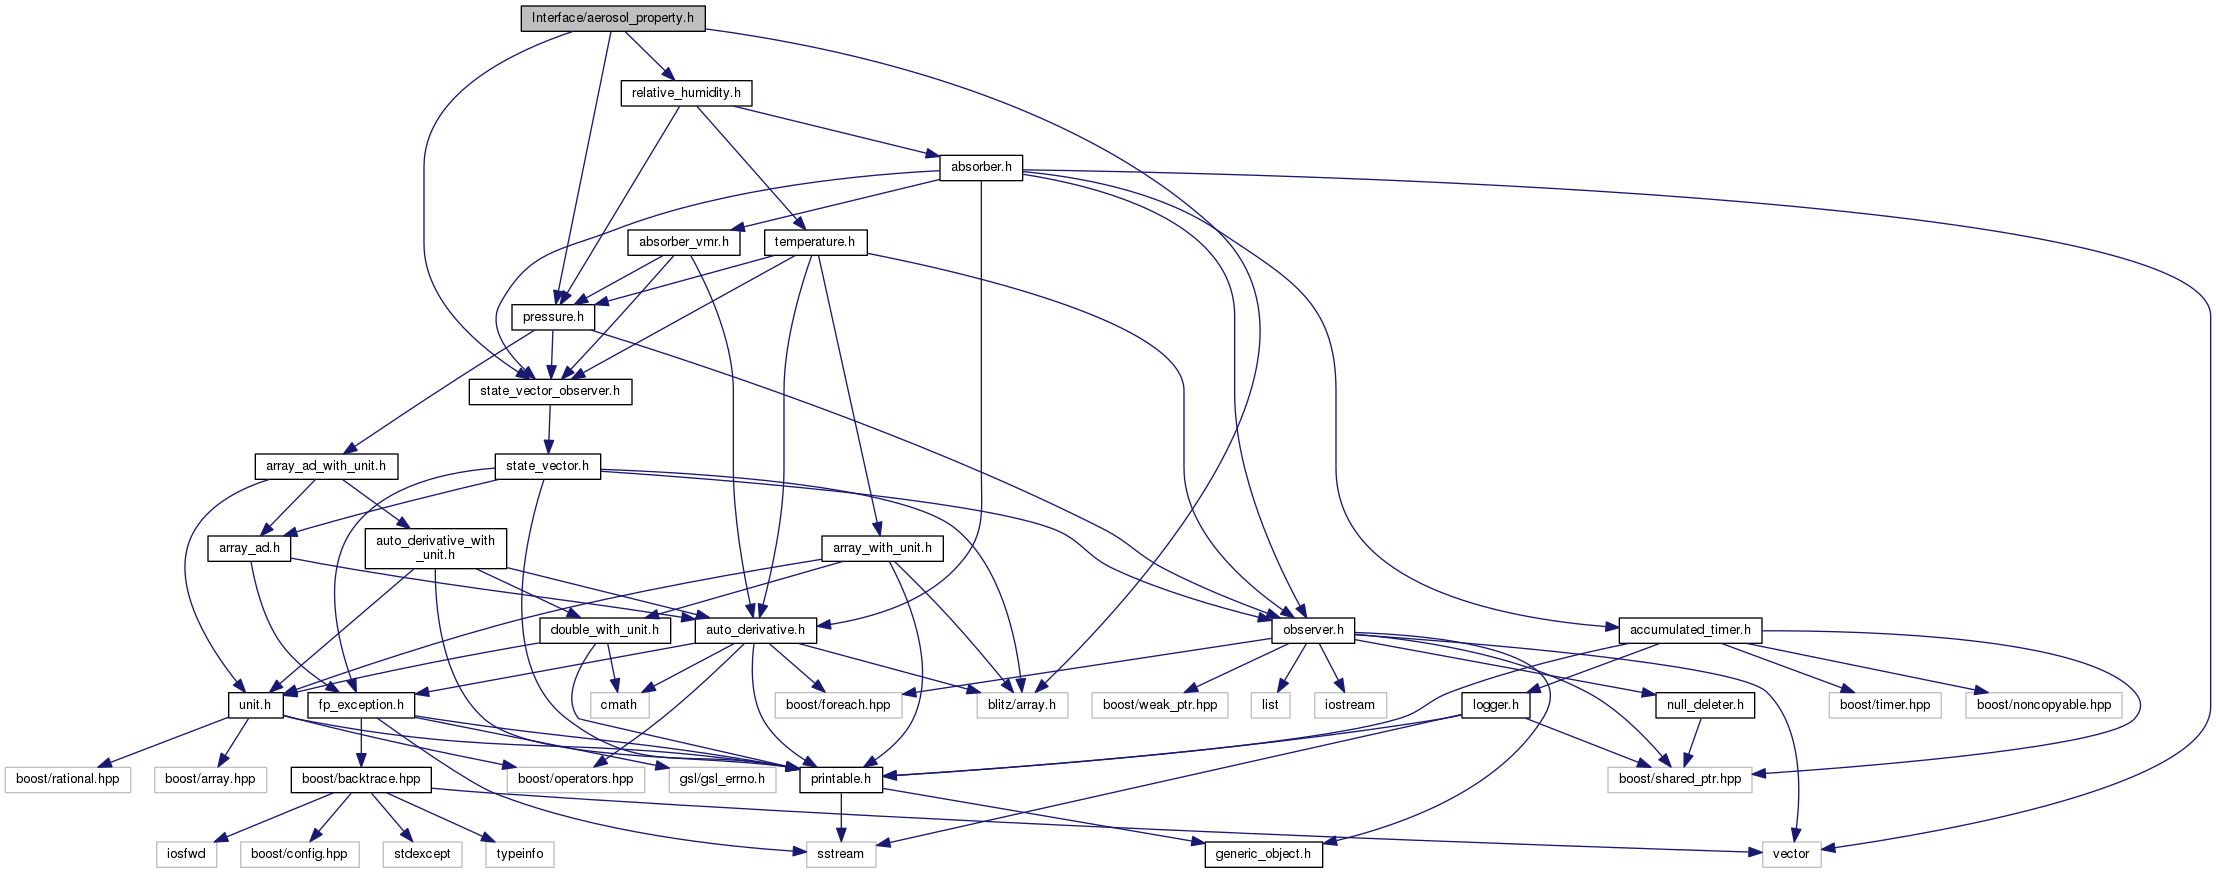 Interface/aerosol_property.h
relative_humidity.h
absorber.h
absorber_vmr.h
temperature.h
pressure.h
state_vector_observer.h
array_ad_with_unit.h
state_vector.h
array_ad.h
auto_derivative_with
_unit.h
array_with_unit.h
double_with_unit.h
auto_derivative.h
observer.h
accumulated_timer.h
unit.h
fp_exception.h
cmath
boost/foreach.hpp
blitz/array.h
boost/weak_ptr.hpp
list
iostream
logger.h
null_deleter.h
boost/timer.hpp
boost/noncopyable.hpp
boost/rational.hpp
boost/array.hpp
boost/backtrace.hpp
boost/operators.hpp
gsl/gsl_errno.h
printable.h
boost/shared_ptr.hpp
iosfwd
boost/config.hpp
stdexcept
typeinfo
sstream
generic_object.h
vector